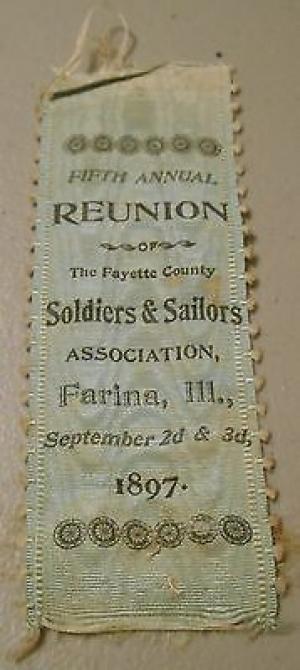 FIFTH ANNUAL
REUNION
OF
The Fayette County
Soldiers & Sailors
ASSOCIATION,
Farina, Ill.,
September 2d & 3d,
1897.